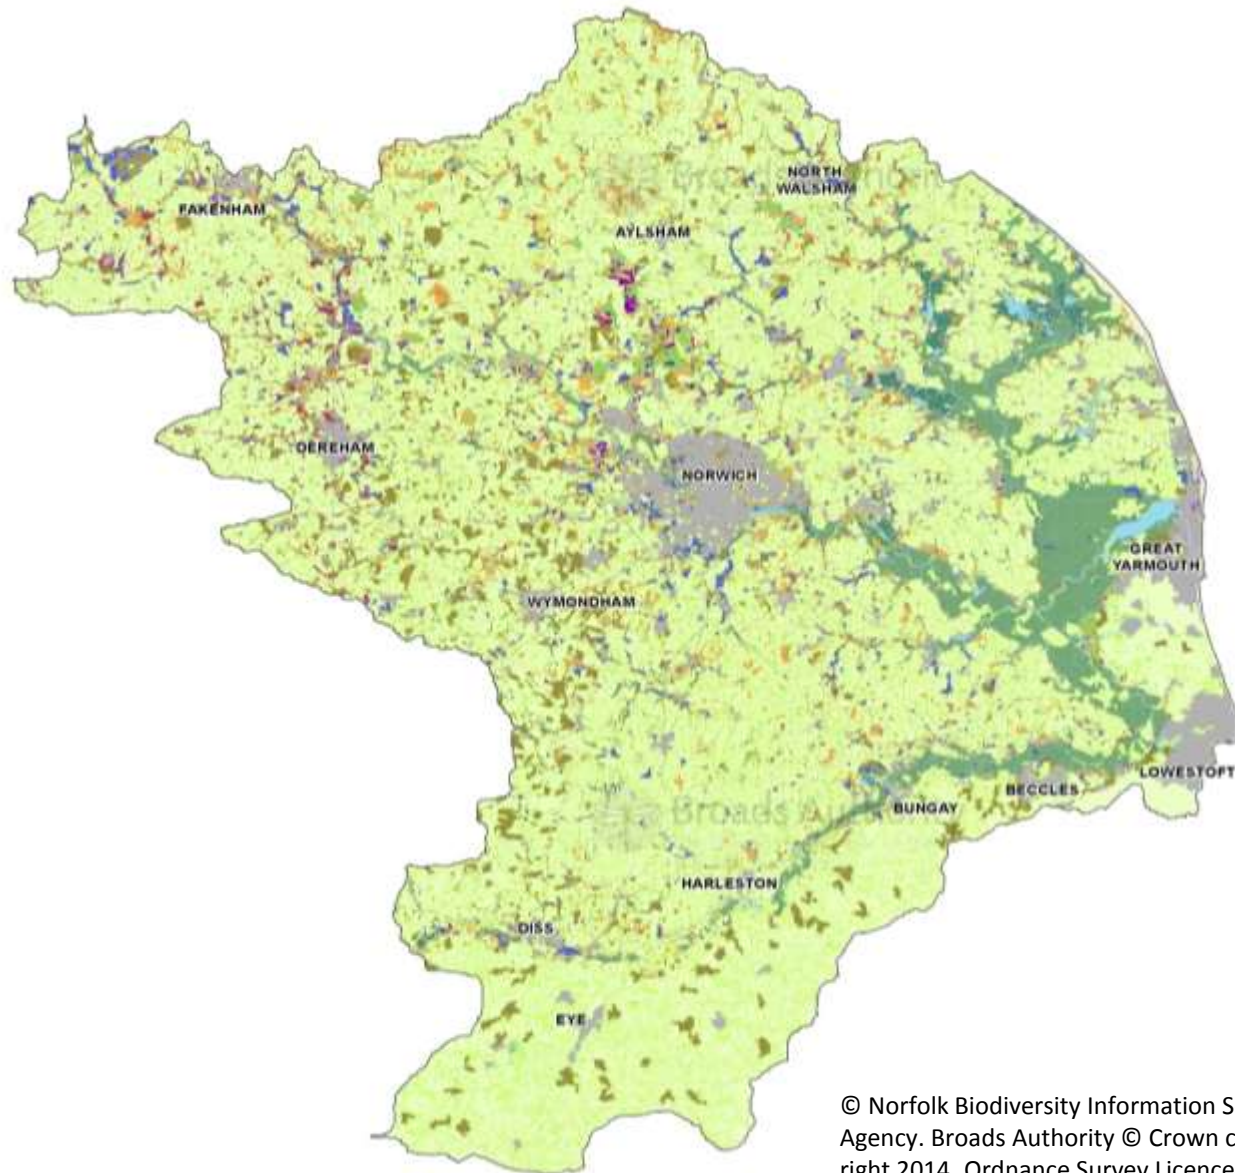 NORTH
WALSHAM
FAKENHAM
AYLSHAM
DEREHAM
NORWICH
GREAT
YARMOUTH
WYMONDHAM
LOWESTOFT
BECCLES
BUNGAY
Broads
HARLESTON
DISS
EYE
© Norfolk Biodiversity Information S
Agency. Broads Authority © Crown c
right 2014. Ordnance Survey Licence